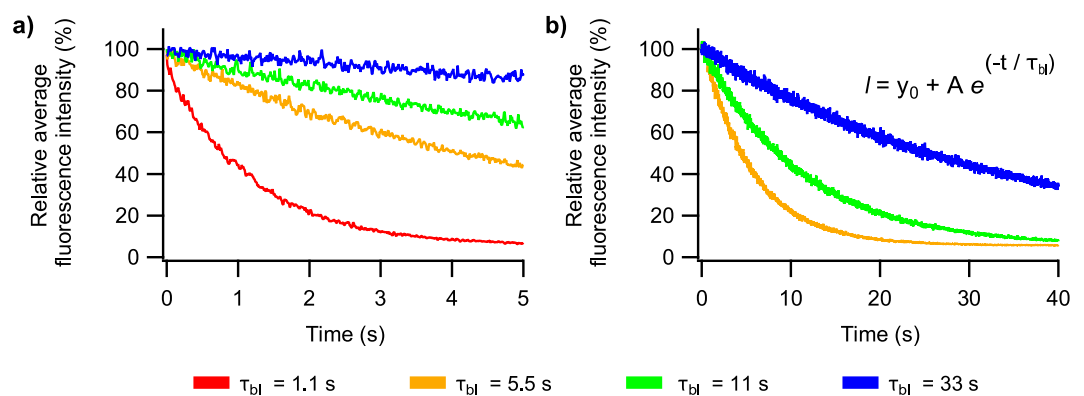 a)
Relative average
fluorescence intensity (%)
100
80
60
40
20
0
0 1 2 3 4 5
Time (s)
b)
Relative average
fluorescence intensity (%)
100
80
60
40
20
0
I = y₀ + A e^(-t / τbl)
0 10 20 30 40
Time (s)
τbl = 1.1 s τbl = 5.5 s τbl = 11 s τbl = 33 s